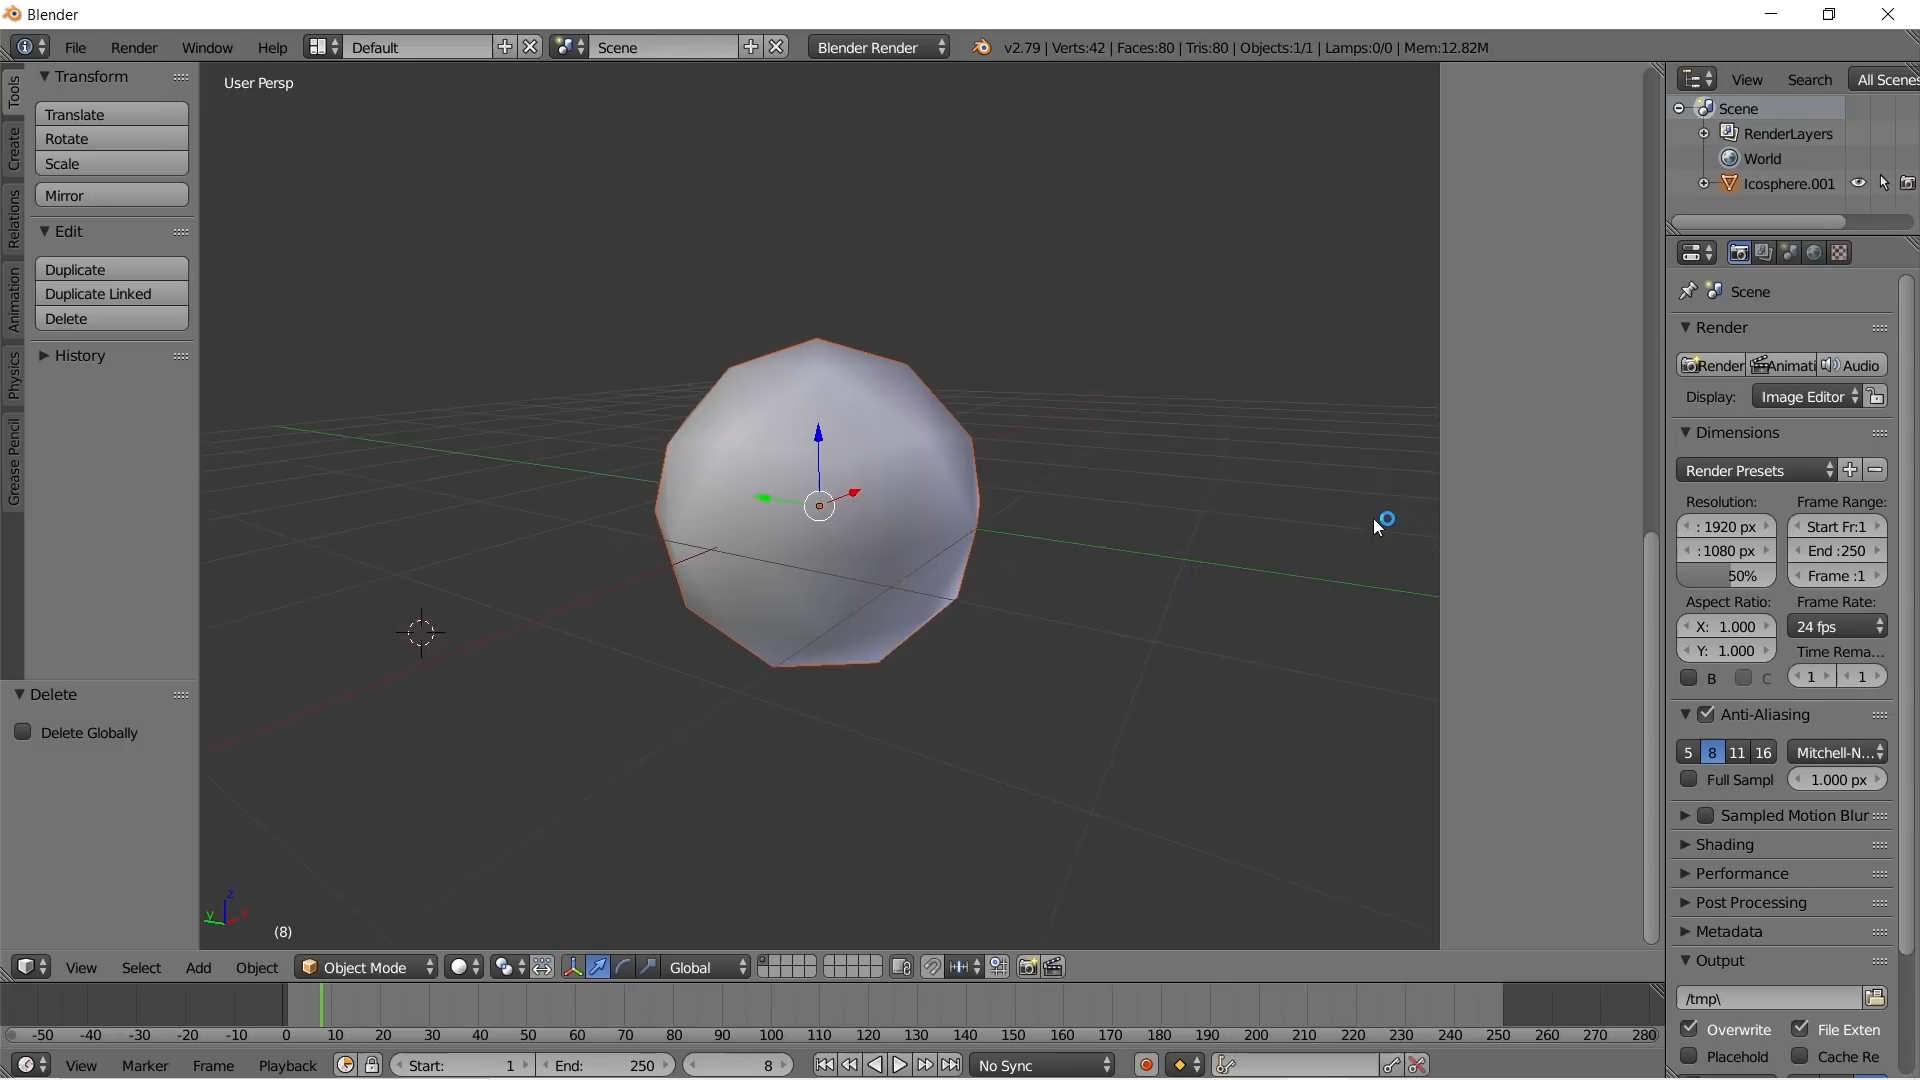 Blender
File Render Window Help Default Scene Blender Render v2.79 | Verts:42 | Faces:80 | Tris:80 | Objects:1/1 | Lamps:0/0 | Mem:12.82M
Tools
Create
Relations
Animation
Physics
Grease Pencil
Transform
Translate
Rotate
Scale
Mirror
Edit
Duplicate
Duplicate Linked
Delete
History
Delete
Delete Globally
User Persp
z
y
x
(8)
View Search All Scenes
Scene
RenderLayers
World
Icosphere.001
Scene
Render
Render Animati Audio
Display: Image Editor
Dimensions
Render Presets
Resolution: Frame Range:
: 1920 px Start Fr:1
:1080 px End :250
50% Frame :1
Aspect Ratio: Frame Rate:
X: 1.000 24 fps
Y: 1.000 Time Rema...
B C 1 1
Anti-Aliasing
5 8 11 16 Mitchell-N...
Full Sampl 1.000 px
Sampled Motion Blur
Shading
Performance
Post Processing
Metadata
Output
/tmp\
Overwrite File Exten
Placehold Cache Re
View Select Add Object Object Mode Global
-50 -40 -30 -20 -10 0 10 20 30 40 50 60 70 80 90 100 110 120 130 140 150 160 170 180 190 200 210 220 230 240 250 260 270 280
View Marker Frame Playback Start: 1 End: 250 8 No Sync